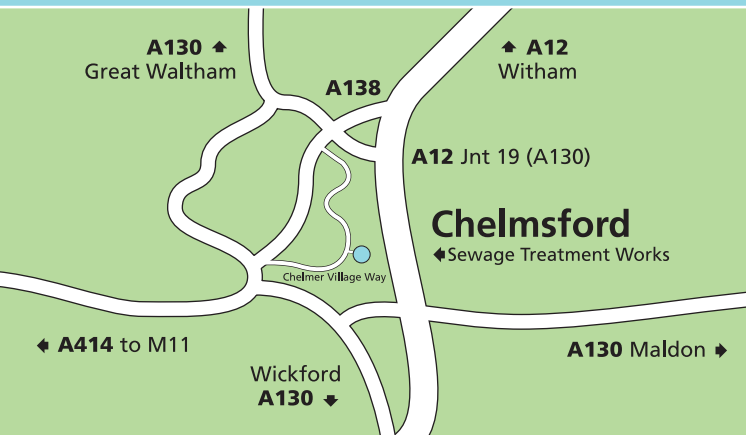 A130 ↑
Great Waltham
↑ A12
Witham
A138
A12 Jnt 19 (A130)
Chelmsford
←Sewage Treatment Works
Chelmer Village Way
← A414 to M11
A130 Maldon →
Wickford
A130 ↓